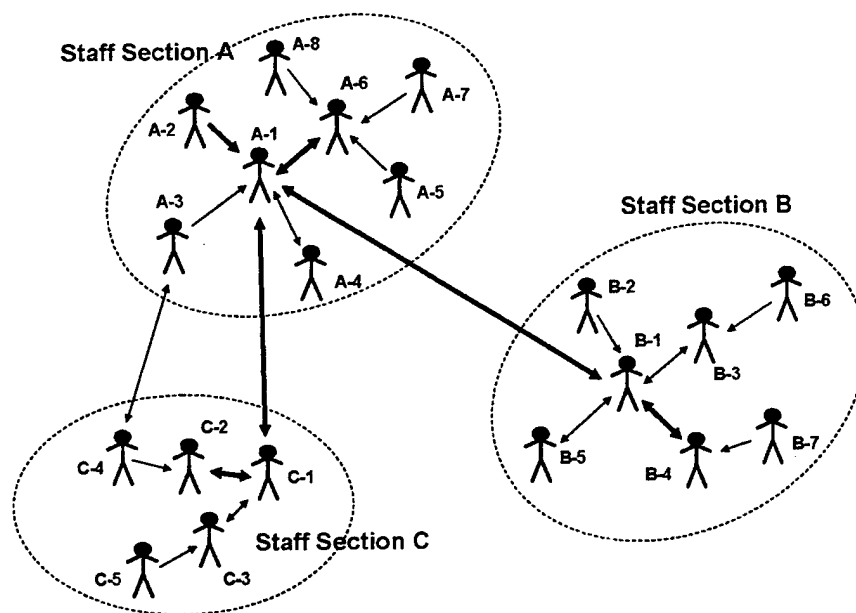 Staff Section A
A-8
A-6
A-7
A-2
A-1
A-3
A-5
A-4
Staff Section B
B-2
B-6
B-1
B-3
B-5
B-4
B-7
C-2
C-4
C-1
Staff Section C
C-5
C-3